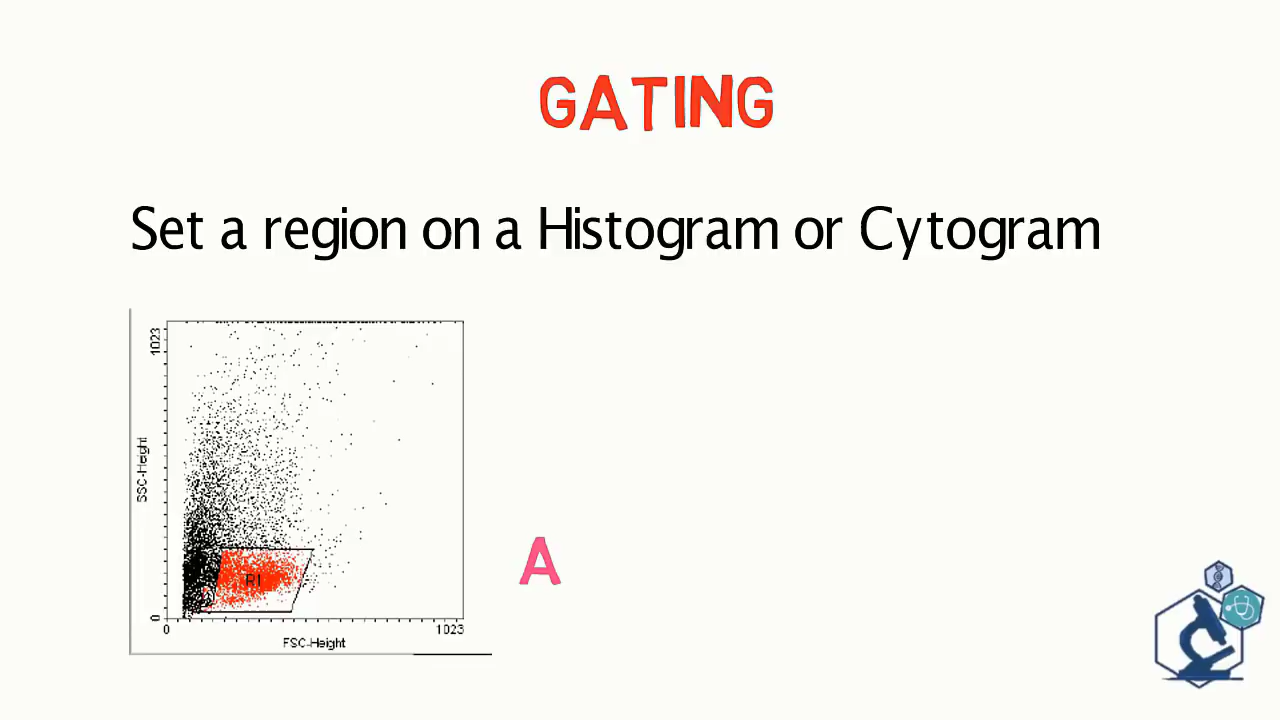 GATING
Set a region on a Histogram or Cytogram
1023
SSC-Height
R1
0
0
1023
FSC-Height
A